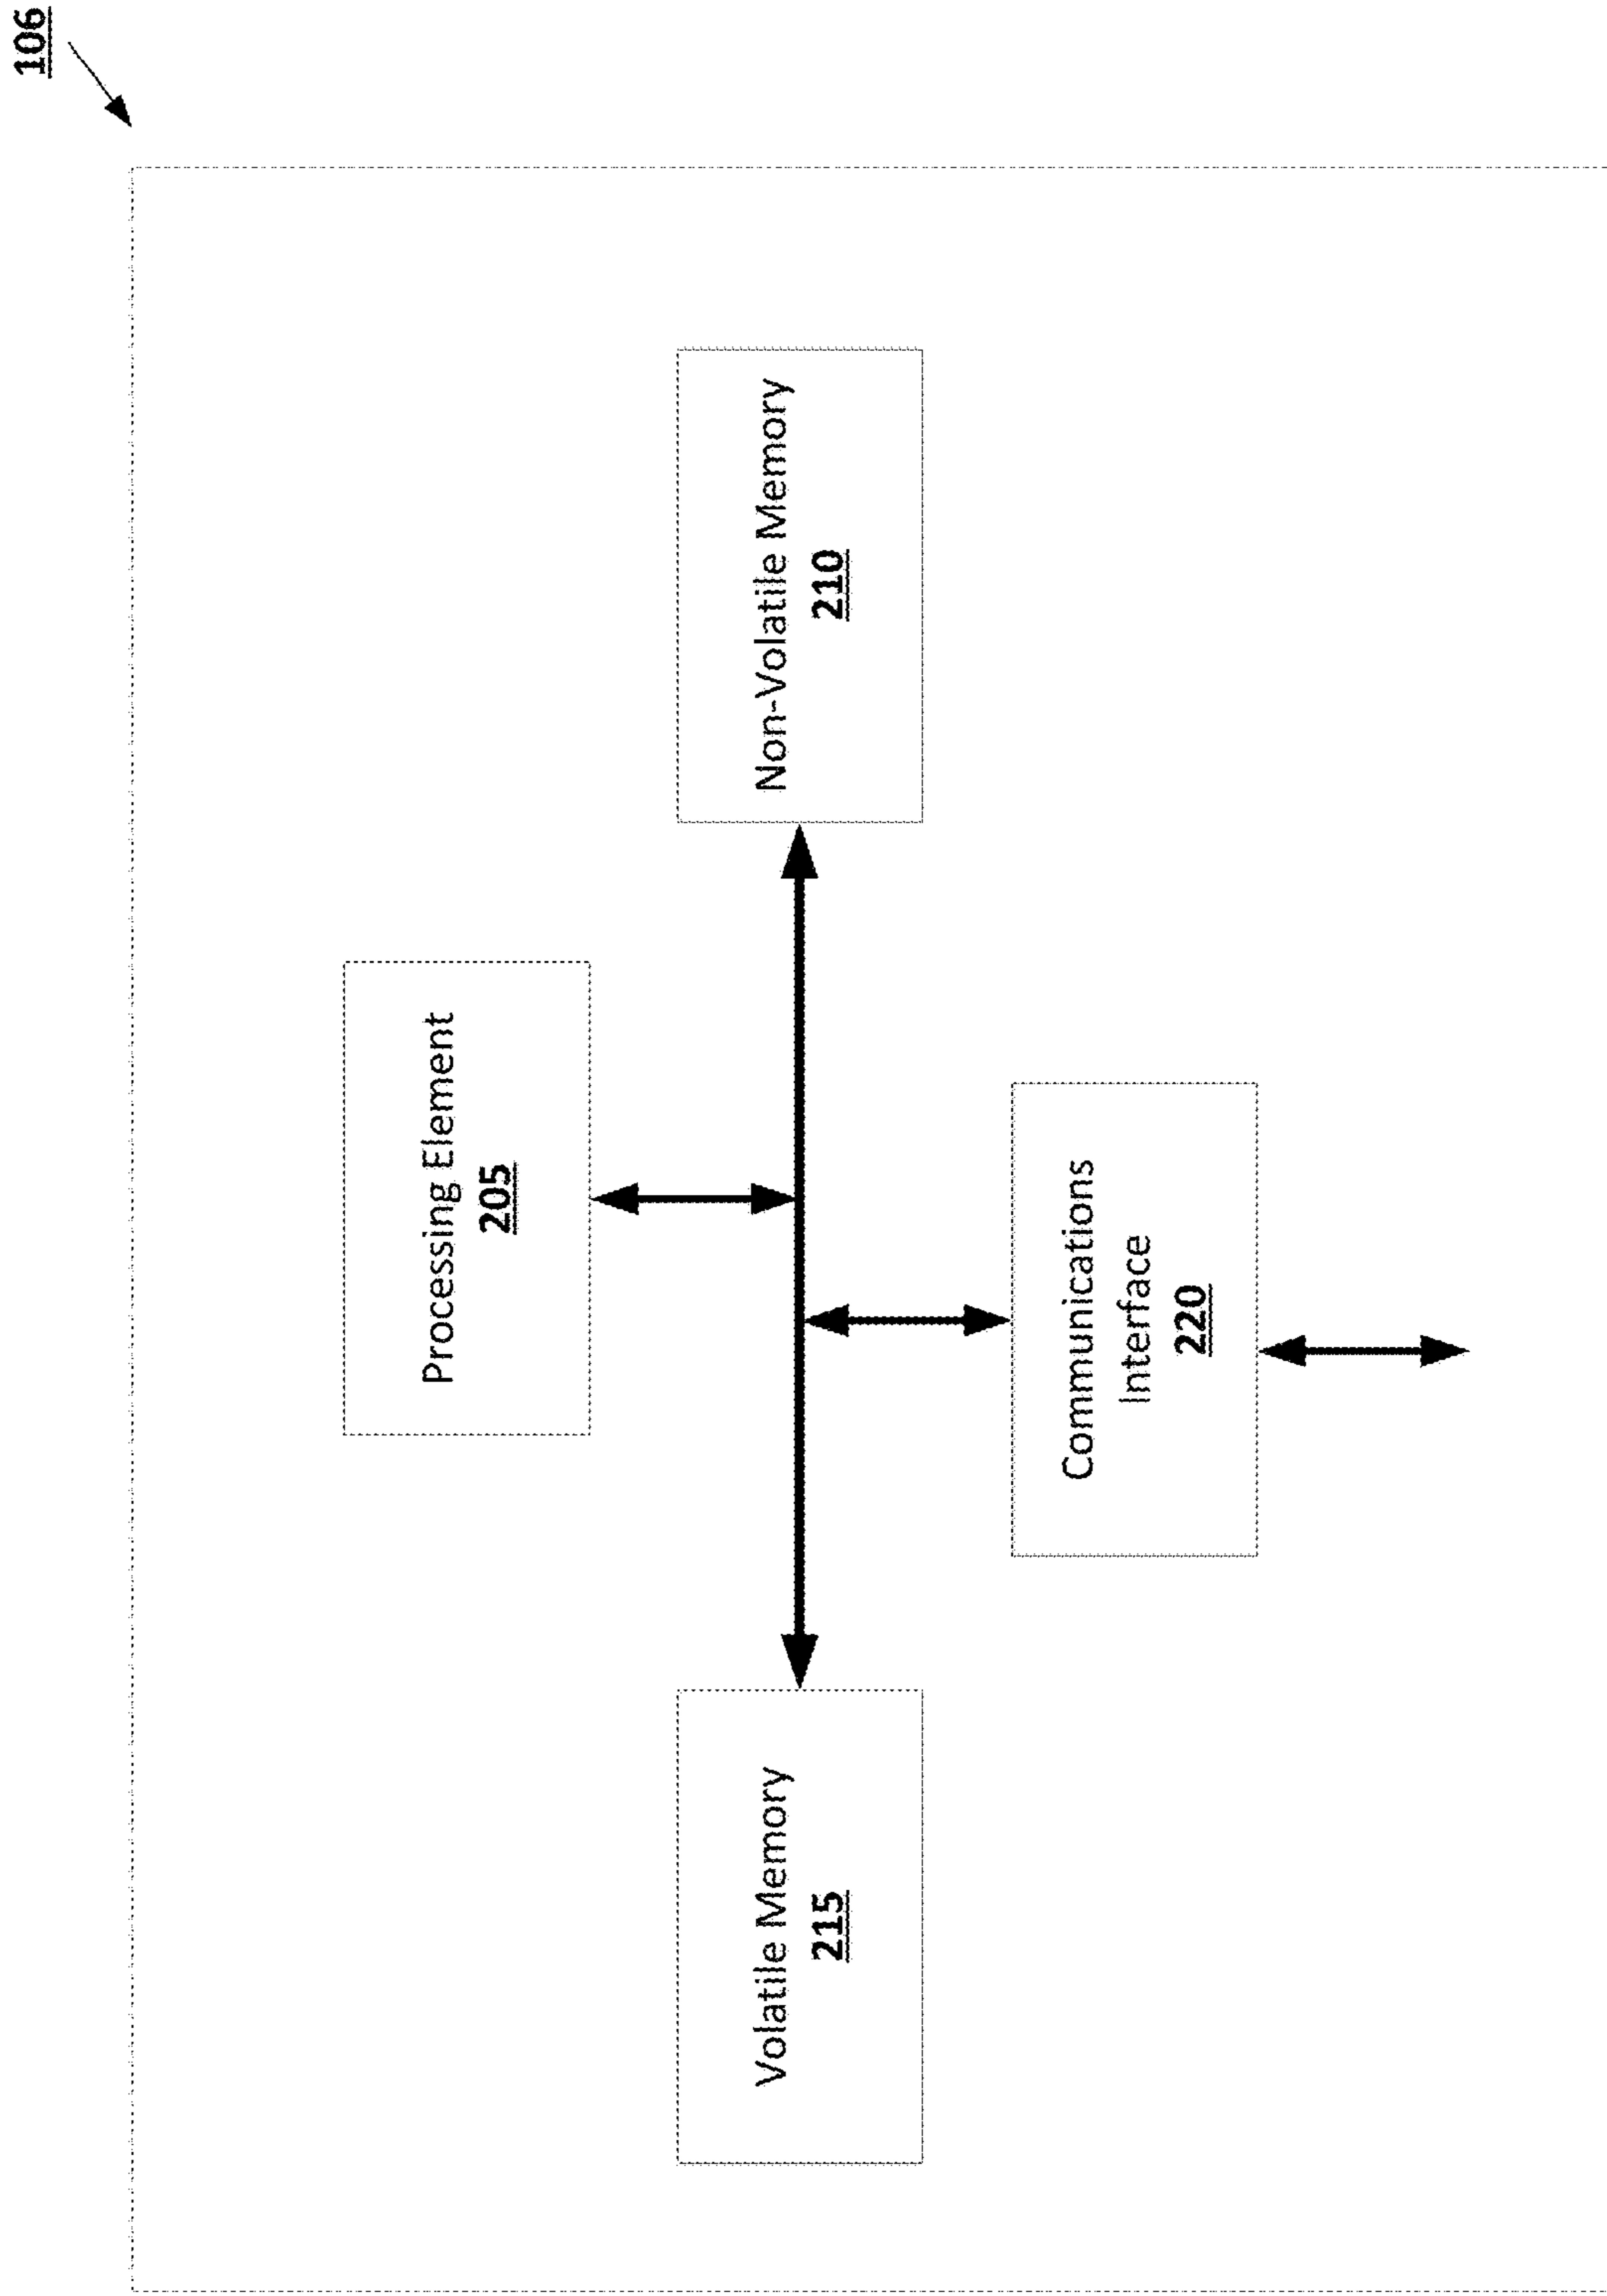 106
Processing Element
205
Volatile Memory
215
Non-Volatile Memory
210
Communications
Interface
220